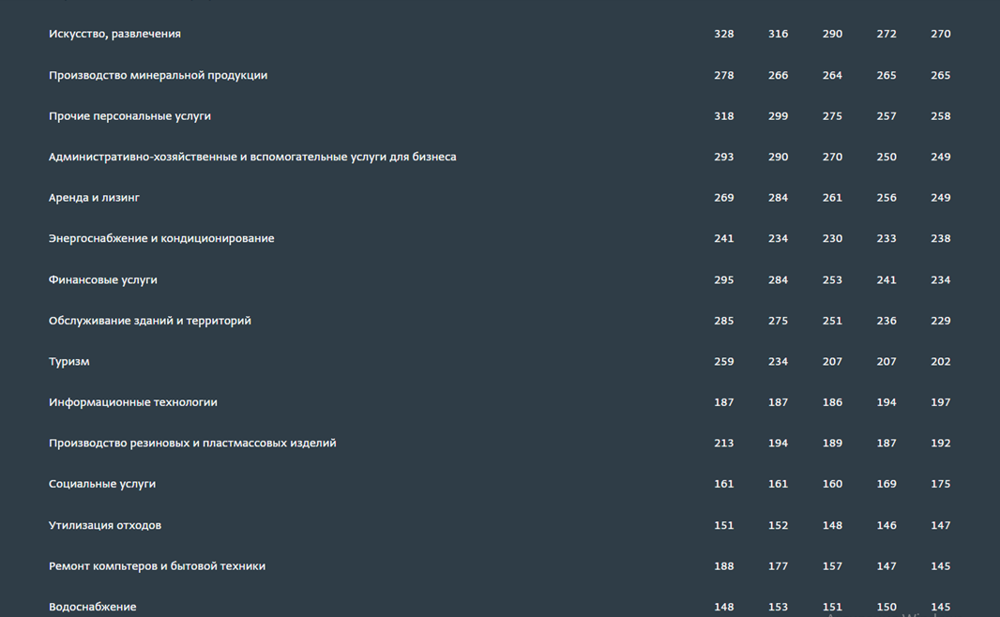 Искусство, развлечения 328 316 290 272 270
Производство минеральной продукции 278 266 264 265 265
Прочие персональные услуги 318 299 275 257 258
Административно-хозяйственные и вспомогательные услуги для бизнеса 293 290 270 250 249
Аренда и лизинг 269 284 261 256 249
Энергоснабжение и кондиционирование 241 234 230 233 238
Финансовые услуги 295 284 253 241 234
Обслуживание зданий и территорий 285 275 251 236 229
Туризм 259 234 207 207 202
Информационные технологии 187 187 186 194 197
Производство резиновых и пластмассовых изделий 213 194 189 187 192
Социальные услуги 161 161 160 169 175
Утилизация отходов 151 152 148 146 147
Ремонт компьтеров и бытовой техники 188 177 157 147 145
Водоснабжение 148 153 151 150 145